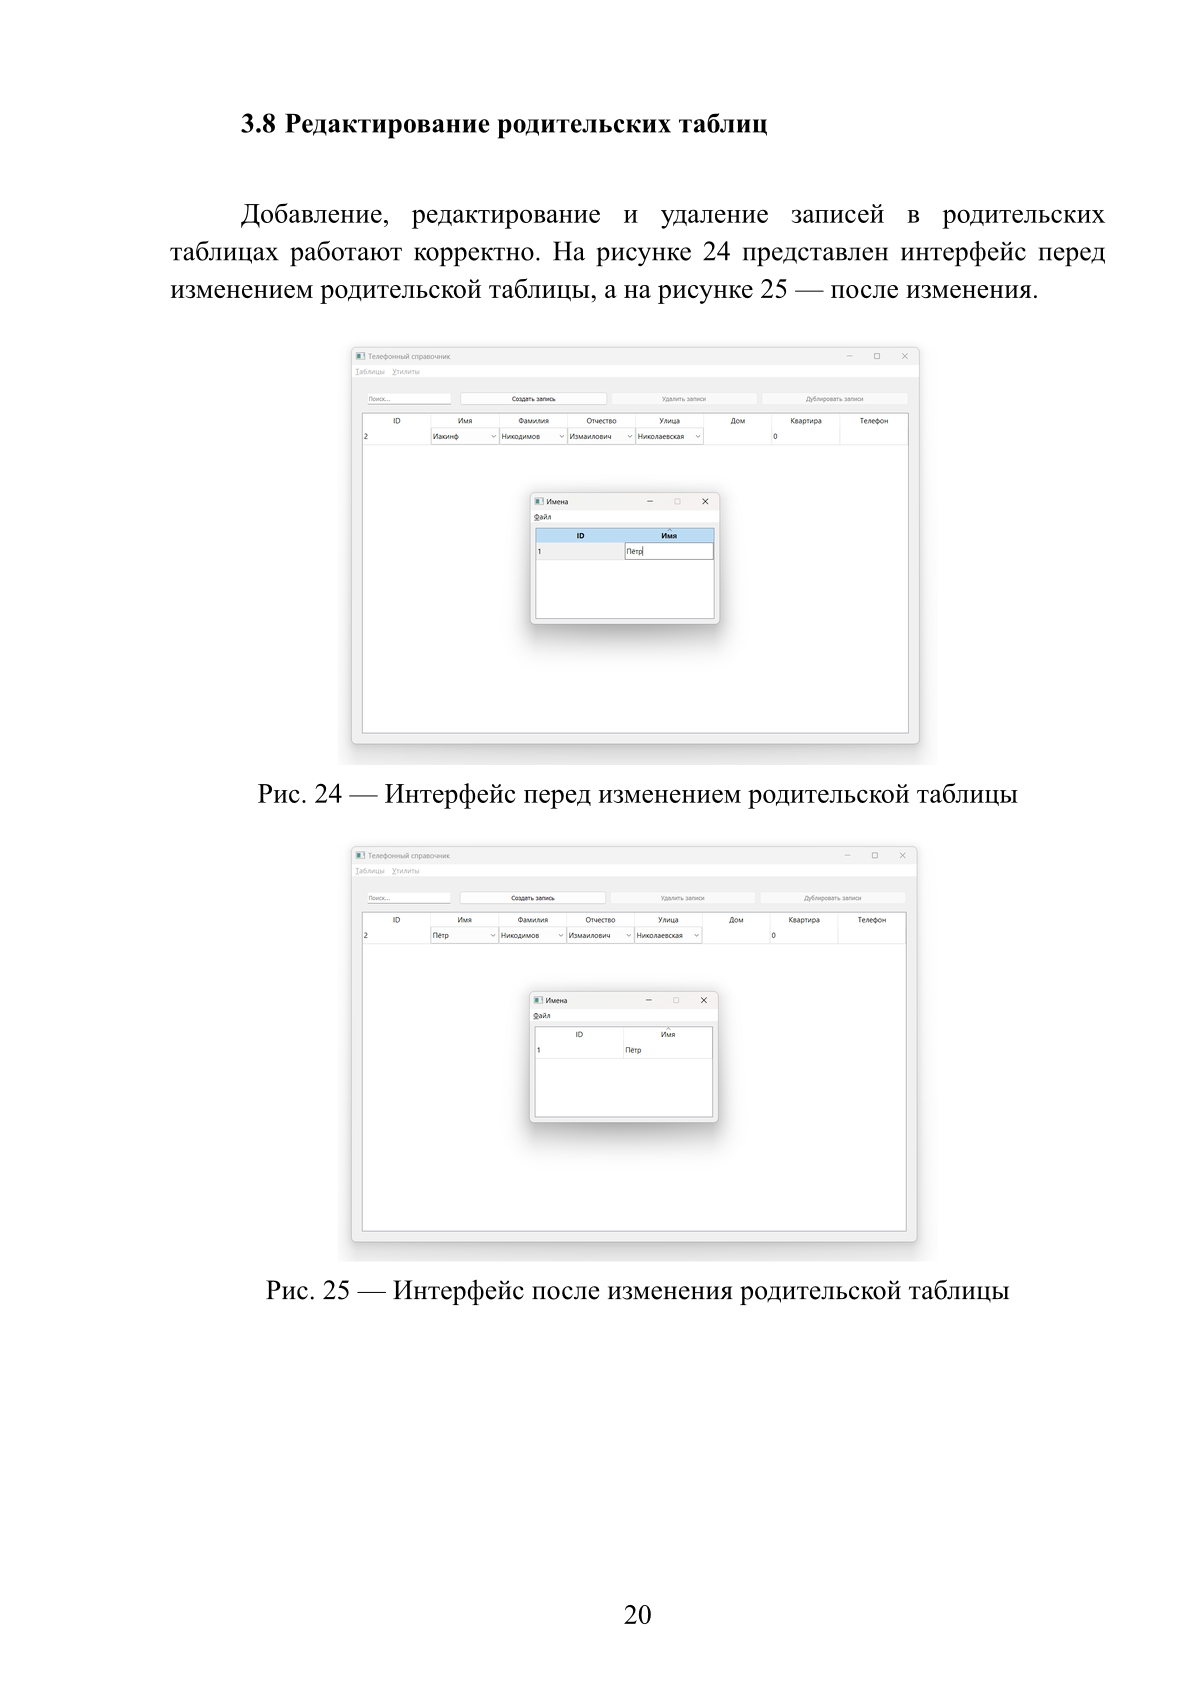 3.8 Редактирование родительских таблиц
Добавление, редактирование и удаление записей в родительских
таблицах работают корректно. На рисунке 24 представлен интерфейс перед
изменением родительской таблицы, а на рисунке 25 — после изменения.
Телефонный справочник
Таблицы Утилиты
Поиск... Создать запись Удалить записи Дублировать записи
ID Имя Фамилия Отчество Улица Дом Квартира Телефон
2 Иакинф Никодимов Измаилович Николаевская 0
Имена
Файл
ID Имя
1 Пётр
Рис. 24 — Интерфейс перед изменением родительской таблицы
Телефонный справочник
Таблицы Утилиты
Поиск... Создать запись Удалить записи Дублировать записи
ID Имя Фамилия Отчество Улица Дом Квартира Телефон
2 Пётр Никодимов Измаилович Николаевская 0
Имена
Файл
ID Имя
1 Пётр
Рис. 25 — Интерфейс после изменения родительской таблицы
20